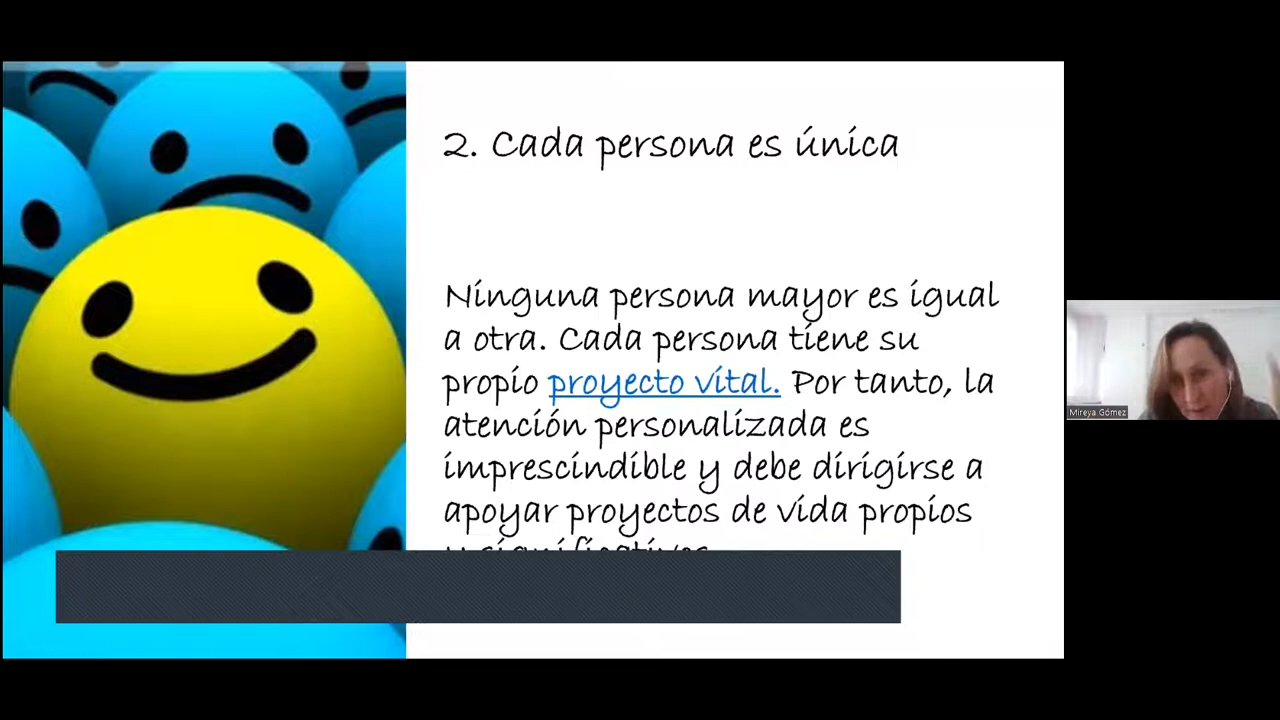 2. Cada persona es única
Ninguna persona mayor es igual
a otra. Cada persona tiene su
propio proyecto vital. Por tanto, la
atención personalizada es
imprescindible y debe dirigirse a
apoyar proyectos de vida propios
Mireya Gómez